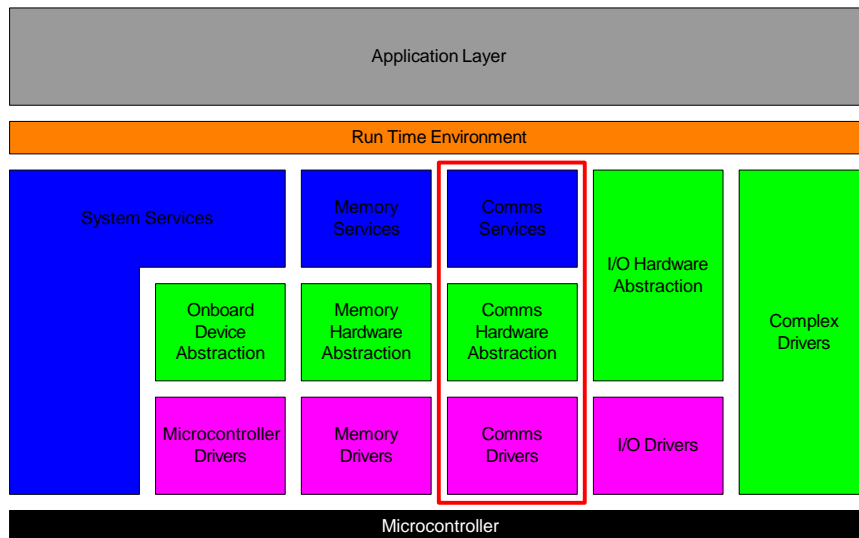 Application Layer
Run Time Environment
System Services
Memory
Services
Comms
Services
I/O Hardware
Abstraction
Complex
Drivers
Onboard
Device
Abstraction
Memory
Hardware
Abstraction
Comms
Hardware
Abstraction
Microcontroller
Drivers
Memory
Drivers
Comms
Drivers
I/O Drivers
Microcontroller